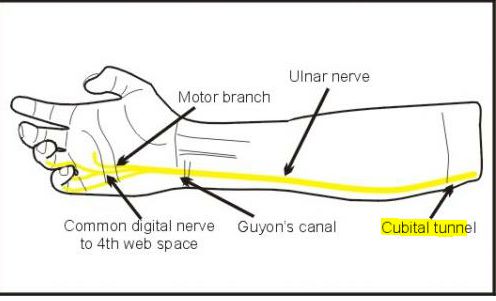 Ulnar nerve
Motor branch
Common digital nerve
to 4th web space
Guyon's canal
Cubital tunnel